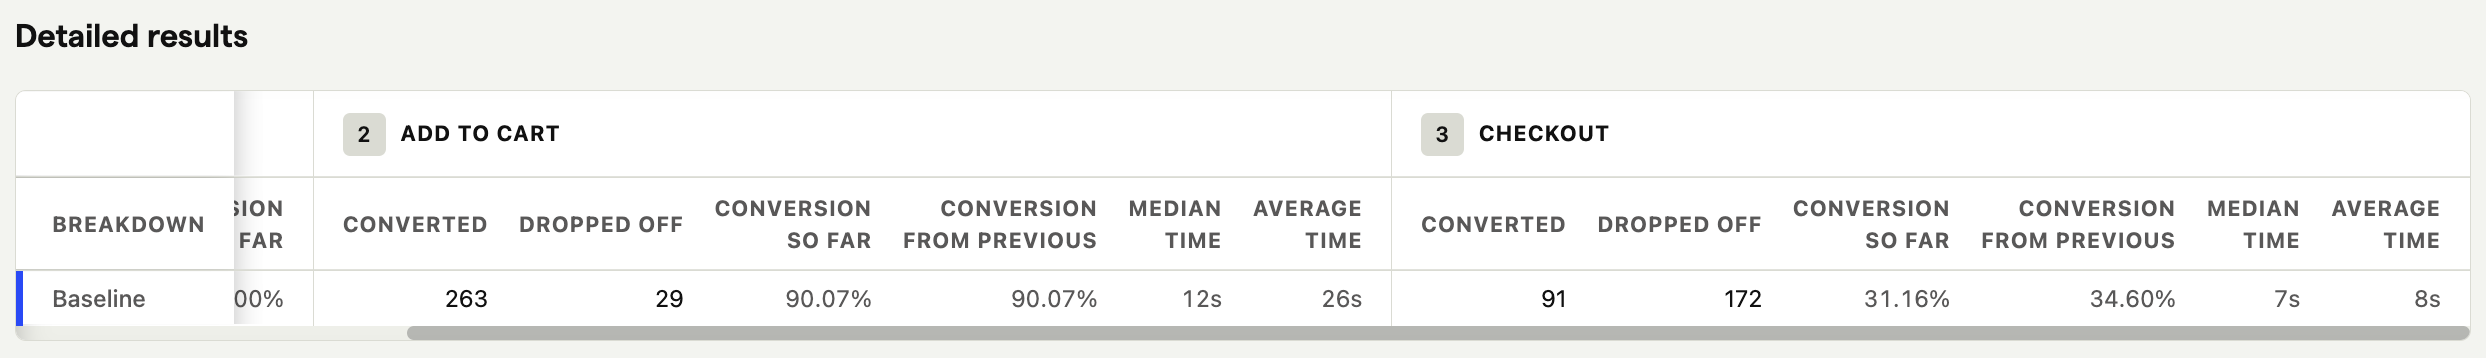 Detailed results
2 ADD TO CART
3 CHECKOUT
BREAKDOWN
FAR
CONVERTED
DROPPED OFF
CONVERSION
SO FAR
CONVERSION
FROM PREVIOUS
MEDIAN
TIME
AVERAGE
TIME
CONVERTED
DROPPED OFF
CONVERSION
SO FAR
CONVERSION
FROM PREVIOUS
MEDIAN
TIME
AVERAGE
TIME
Baseline 00% 263 29 90.07% 90.07% 12s 26s 91 172 31.16% 34.60% 7s 8s